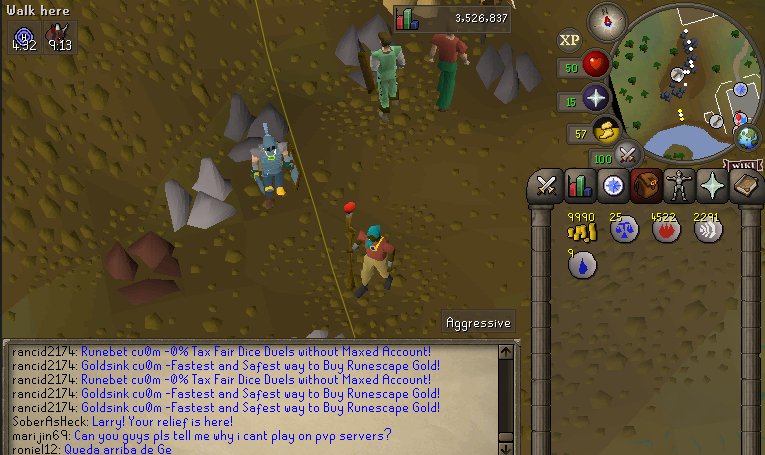 Walk here
3,526,837
4:32
9:13
XP
N
50
15
57
100
WIKI
9990
25
4522
2291
9
Aggressive
rancid2174: Runebet cu0m -0% Tax Fair Dice Duels without Maxed Account!
rancid2174: Goldsink cu0m -Fastest and Safest way to Buy Runescape Gold!
rancid2174: Runebet cu0m -0% Tax Fair Dice Duels without Maxed Account!
rancid2174: Goldsink cu0m -Fastest and Safest way to Buy Runescape Gold!
rancid2174: Goldsink cu0m -Fastest and Safest way to Buy Runescape Gold!
SoberAsHeck: Larry! Your relief is here!
marijin69: Can you guys pls tell me why i cant play on pvp servers?
roniel12: Queda arriba de Ge